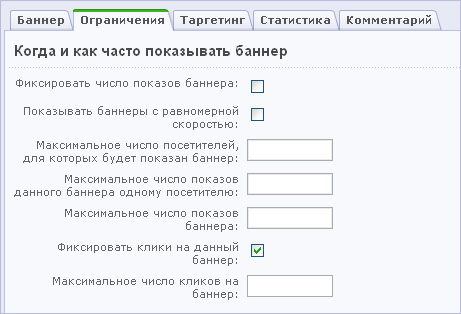 Баннер Ограничения Таргетинг Статистика Комментарий
Когда и как часто показывать баннер
Фиксировать число показов баннера:
Показывать баннеры с равномерной
скоростью:
Максимальное число посетителей,
для которых будет показан баннер:
Максимальное число показов
данного баннера одному посетителю:
Максимальное число показов
баннера:
Фиксировать клики на данный
баннер:
Максимальное число кликов на
баннер: